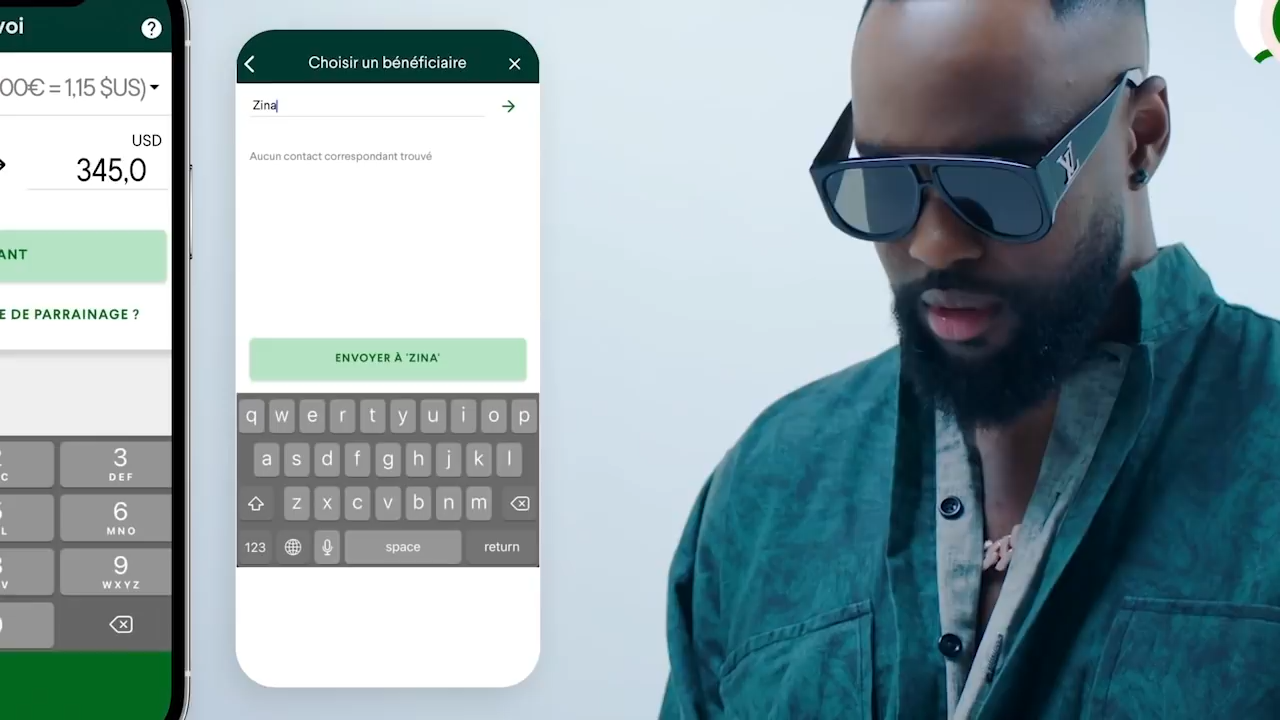 voi
?
00€ = 1,15 $US)
USD
345,0
ANT
E DE PARRAINAGE ?
3
C DEF
6
L MNO
9
V WXYZ
Choisir un bénéficiaire
Zina
Aucun contact correspondant trouvé
ENVOYER À 'ZINA'
q w e r t y u i o p
a s d f g h j k l
z x c v b n m
123 space return
LV